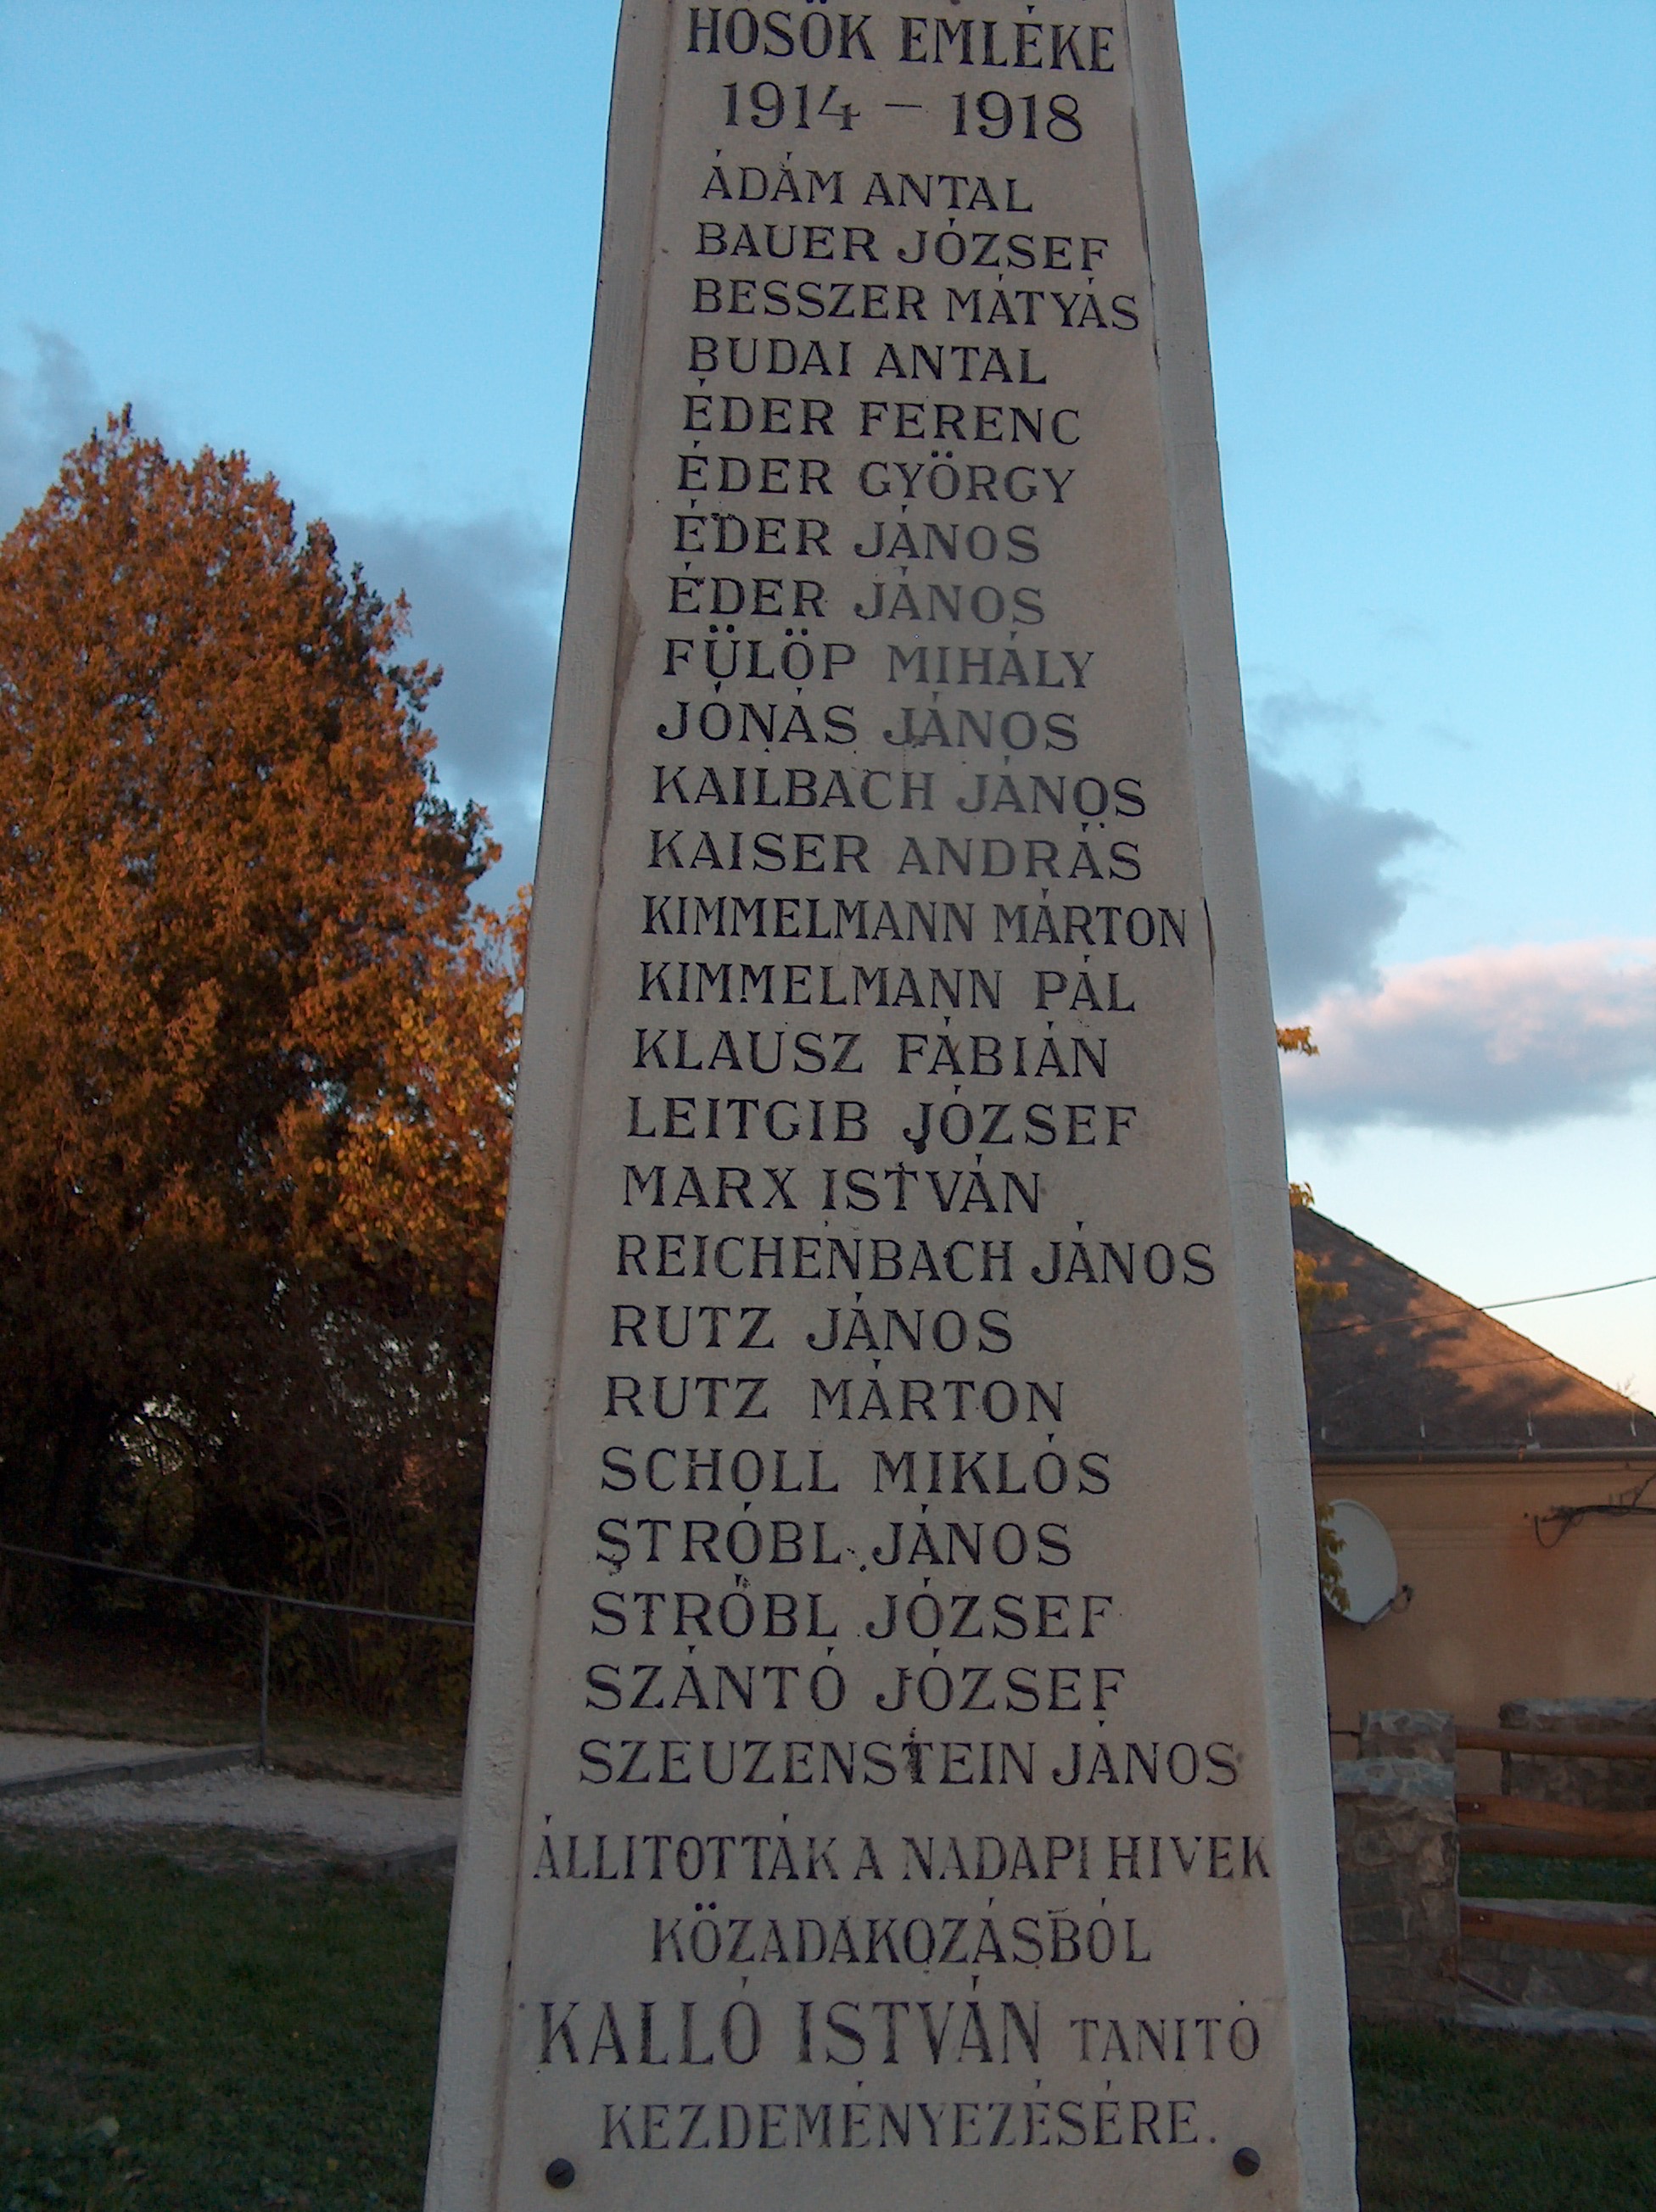 HŐSÖK EMLÉKE
1914 – 1918
ÁDÁM ANTAL
BAUER JÓZSEF
BESSZER MÁTYÁS
BUDAI ANTAL
ÉDER FERENC
ÉDER GYÖRGY
ÉDER JÁNOS
ÉDER JÁNOS
FÜLÖP MIHÁLY
JÓNÁS JÁNOS
KAILBACH JÁNOS
KAISER ANDRÁS
KIMMELMANN MÁRTON
KIMMELMANN PÁL
KLAUSZ FÁBIÁN
LEITGIB JÓZSEF
MARX ISTVÁN
REICHENBACH JÁNOS
RUTZ JÁNOS
RUTZ MÁRTON
SCHOLL MIKLÓS
STRÓBL JÁNOS
STRÓBL JÓZSEF
SZÁNTÓ JÓZSEF
SZEUZENSTEIN JÁNOS
ÁLLITOTTÁK A NADAPI HIVEK
KÖZADAKOZÁSBÓL
KALLÓ ISTVÁN TANITÓ
KEZDEMÉNYEZÉSÉRE.